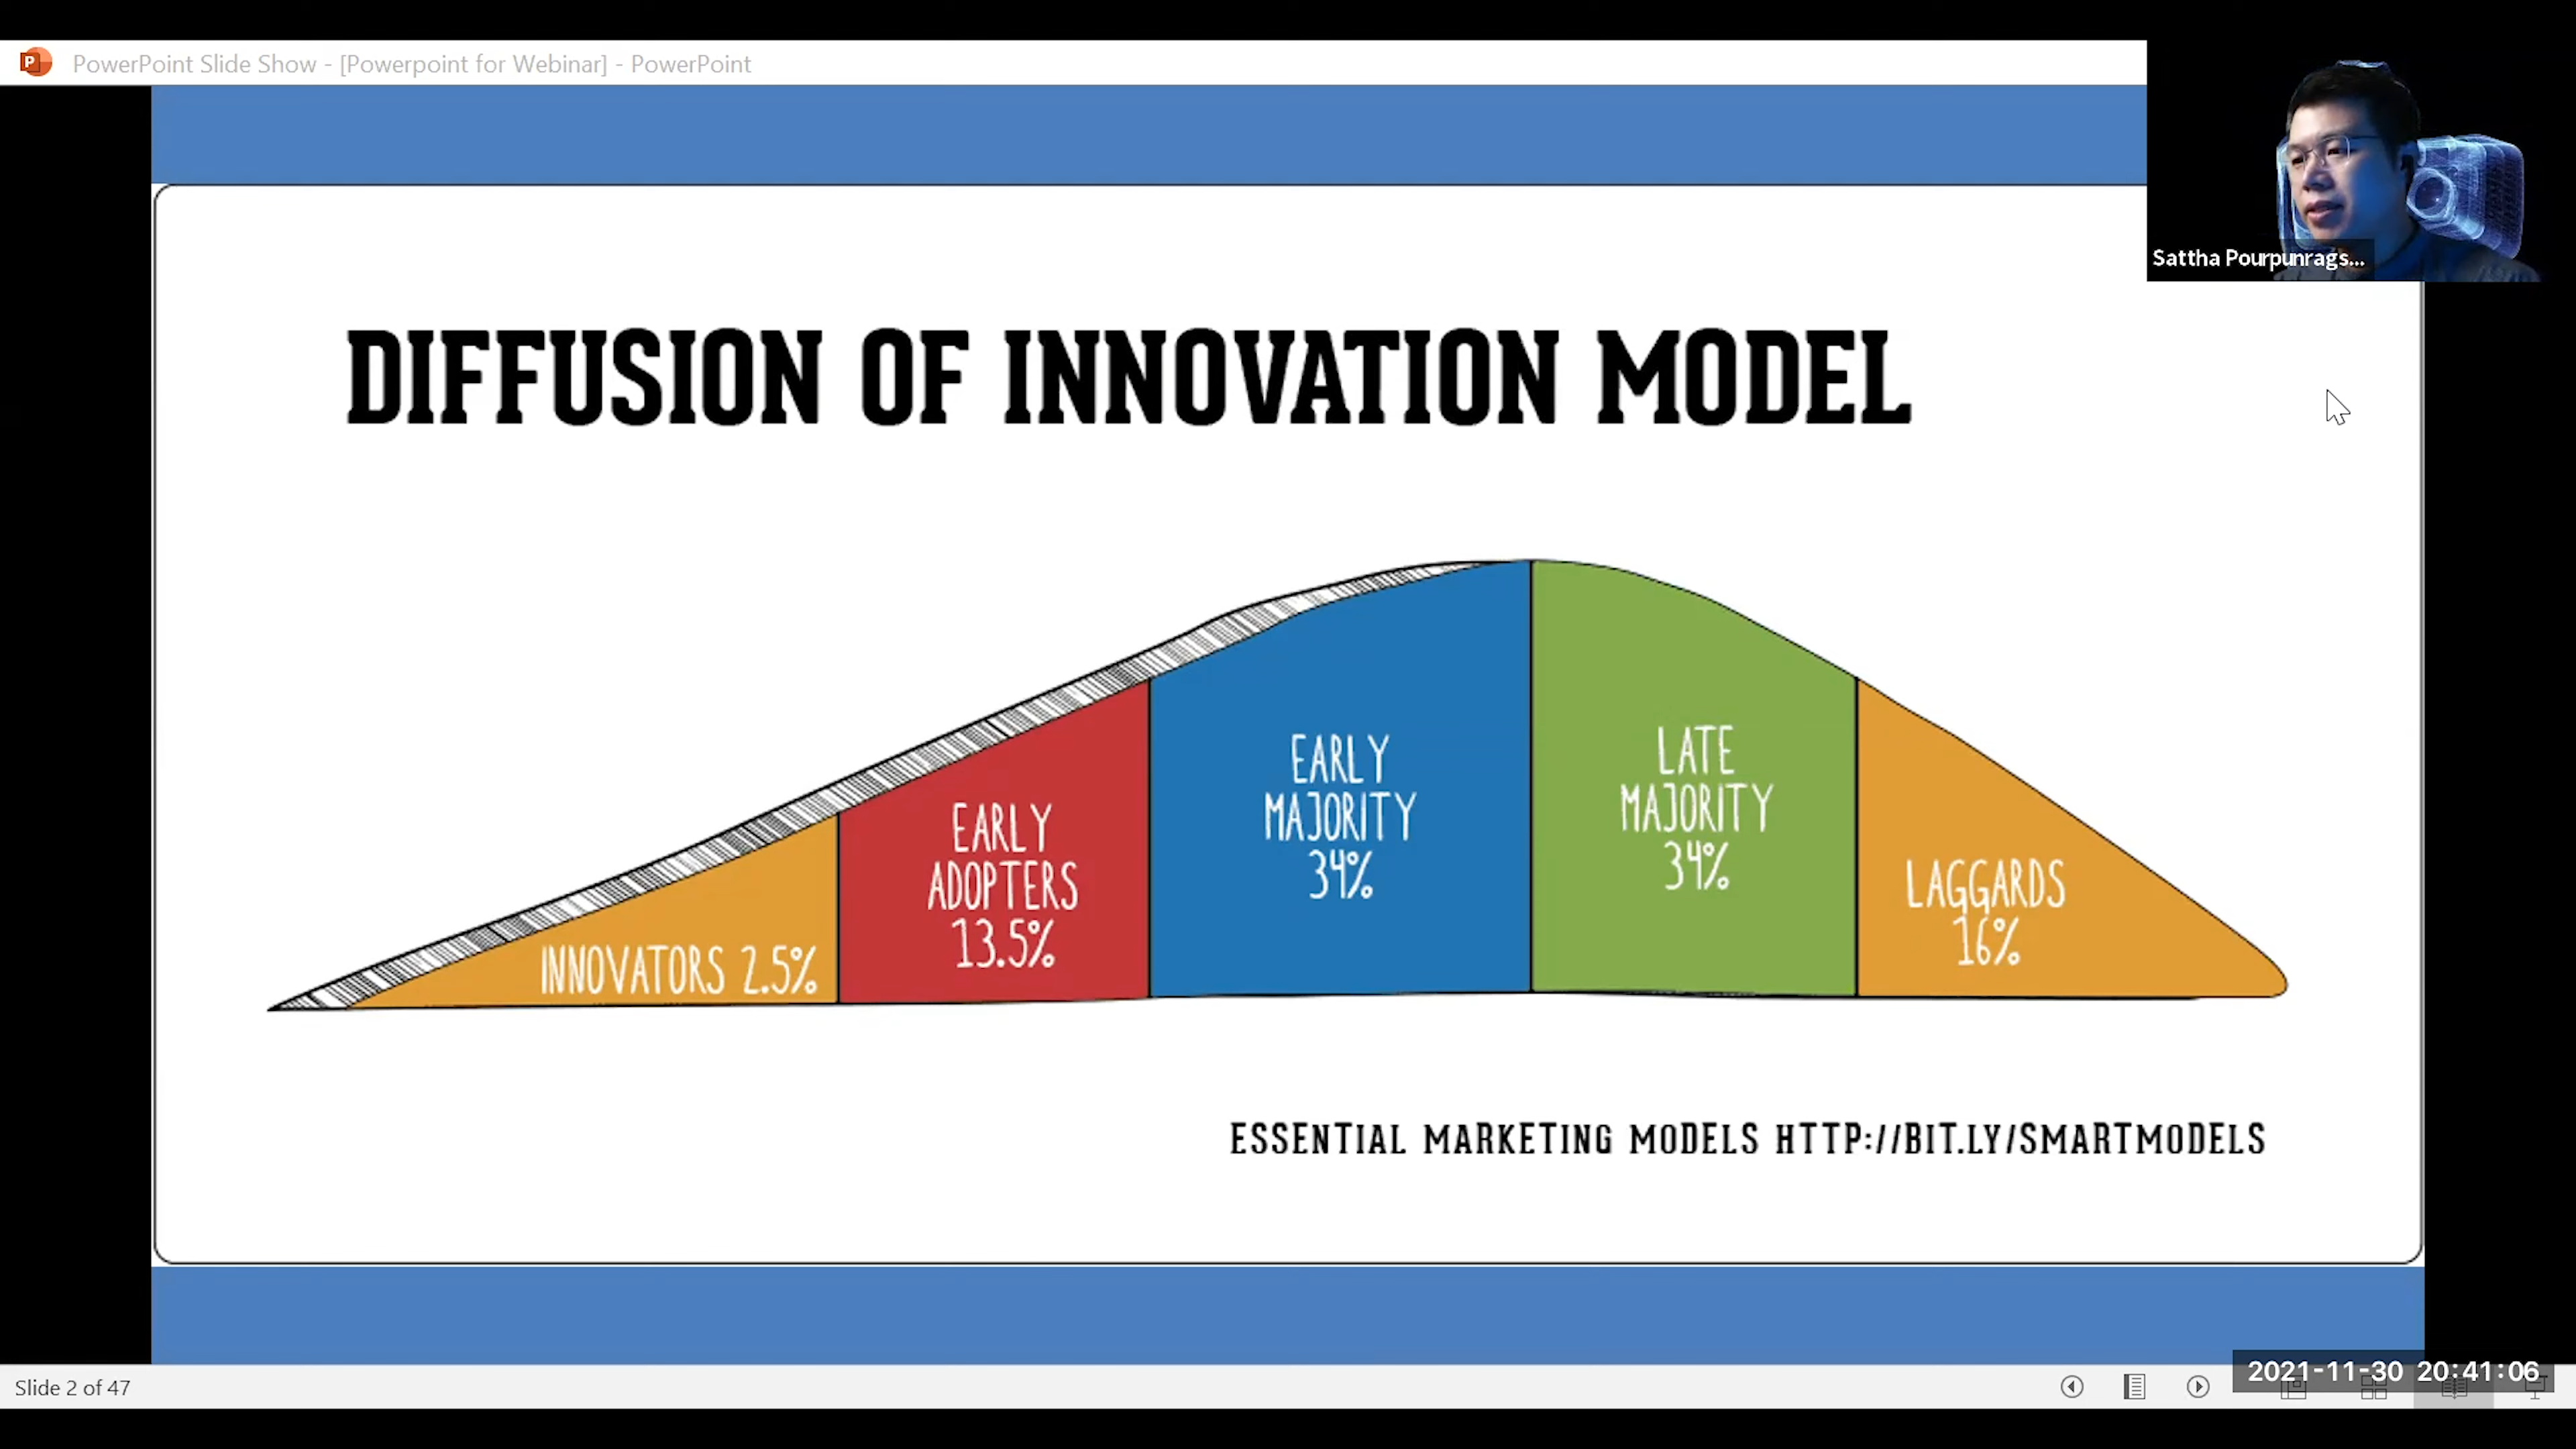 PowerPoint Slide Show - [Powerpoint for Webinar] - PowerPoint
Sattha Pourpunrags...
DIFFUSION OF INNOVATION MODEL
INNOVATORS 2.5%
EARLY
ADOPTERS
13.5%
EARLY
MAJORITY
34%
LATE
MAJORITY
34%
LAGGARDS
16%
ESSENTIAL MARKETING MODELS HTTP://BIT.LY/SMARTMODELS
Slide 2 of 47
2021-11-30 20:41:06